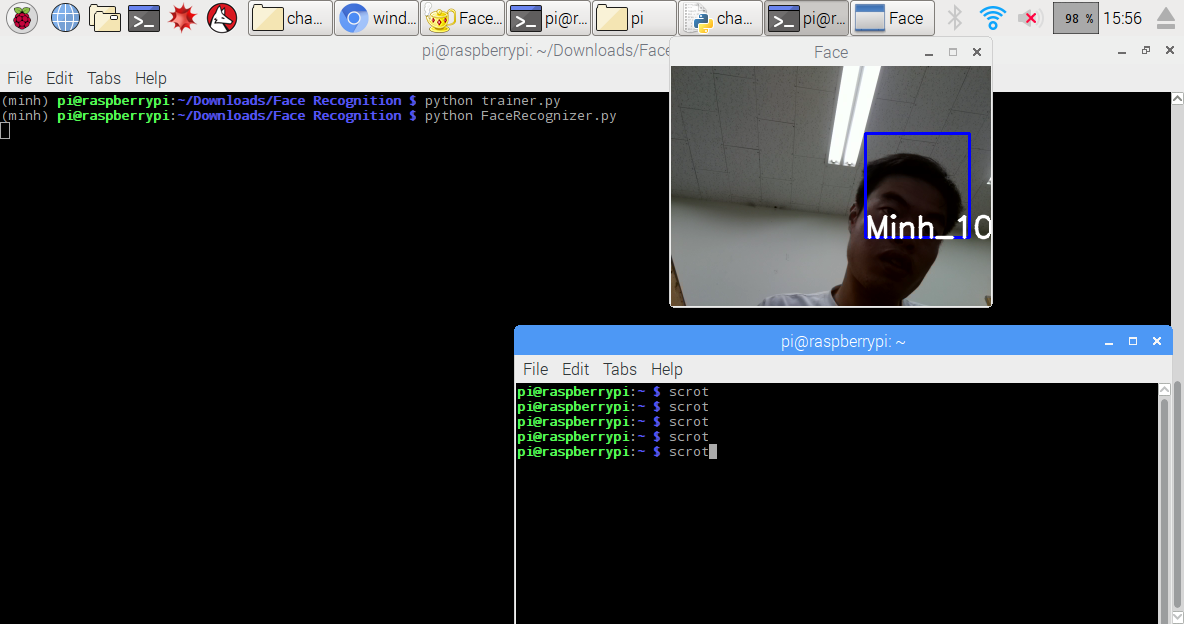 cha...
wind...
Face...
pi@r...
pi
cha...
pi@r...
Face
98 %
15:56
pi@raspberrypi: ~/Downloads/Face
Face
File Edit Tabs Help
(minh) pi@raspberrypi:~/Downloads/Face Recognition $ python trainer.py
(minh) pi@raspberrypi:~/Downloads/Face Recognition $ python FaceRecognizer.py
Minh_10
pi@raspberrypi: ~
File Edit Tabs Help
pi@raspberrypi:~ $ scrot
pi@raspberrypi:~ $ scrot
pi@raspberrypi:~ $ scrot
pi@raspberrypi:~ $ scrot
pi@raspberrypi:~ $ scrot